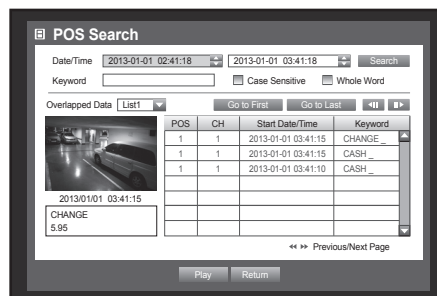 POS Search
Date/Time 2013-01-01 02:41:18 2013-01-01 03:41:18 Search
Keyword Case Sensitive Whole Word
Overlapped Data List1 Go to First Go to Last
POS CH Start Date/Time Keyword
1 1 2013-01-01 03:41:15 CHANGE _
1 1 2013-01-01 03:41:15 CASH _
1 1 2013-01-01 03:41:10 CASH _
2013/01/01 03:41:15
CHANGE
5.95
Previous/Next Page
Play Return